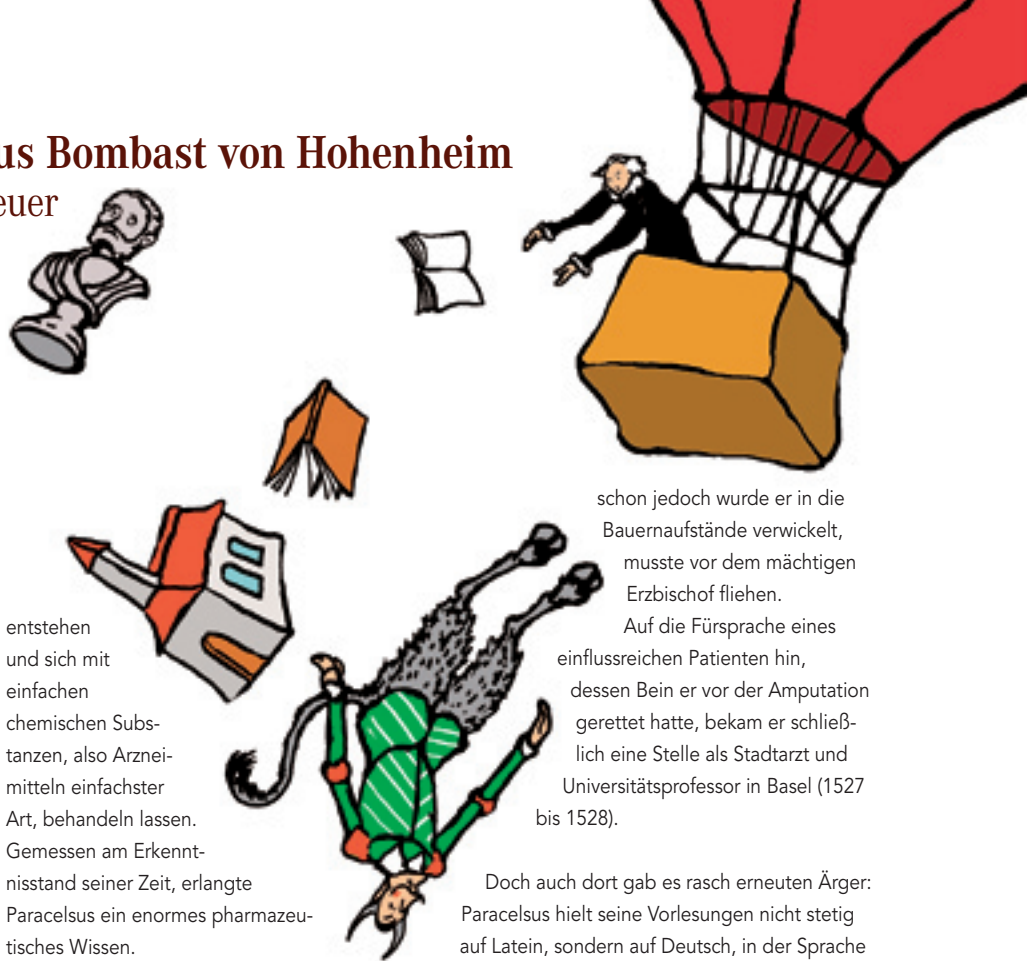 us Bombast von Hohenheim
euer
entstehen
und sich mit
einfachen
chemischen Subs-
tanzen, also Arznei-
mitteln einfachster
Art, behandeln lassen.
Gemessen am Erkennt-
nisstand seiner Zeit, erlangte
Paracelsus ein enormes pharmazeu-
tisches Wissen.
schon jedoch wurde er in die
Bauernaufstände verwickelt,
musste vor dem mächtigen
Erzbischof fliehen.
Auf die Fürsprache eines
einflussreichen Patienten hin,
dessen Bein er vor der Amputation
gerettet hatte, bekam er schließ-
lich eine Stelle als Stadtarzt und
Universitätsprofessor in Basel (1527
bis 1528).
Doch auch dort gab es rasch erneuten Ärger:
Paracelsus hielt seine Vorlesungen nicht stetig
auf Latein, sondern auf Deutsch, in der Sprache